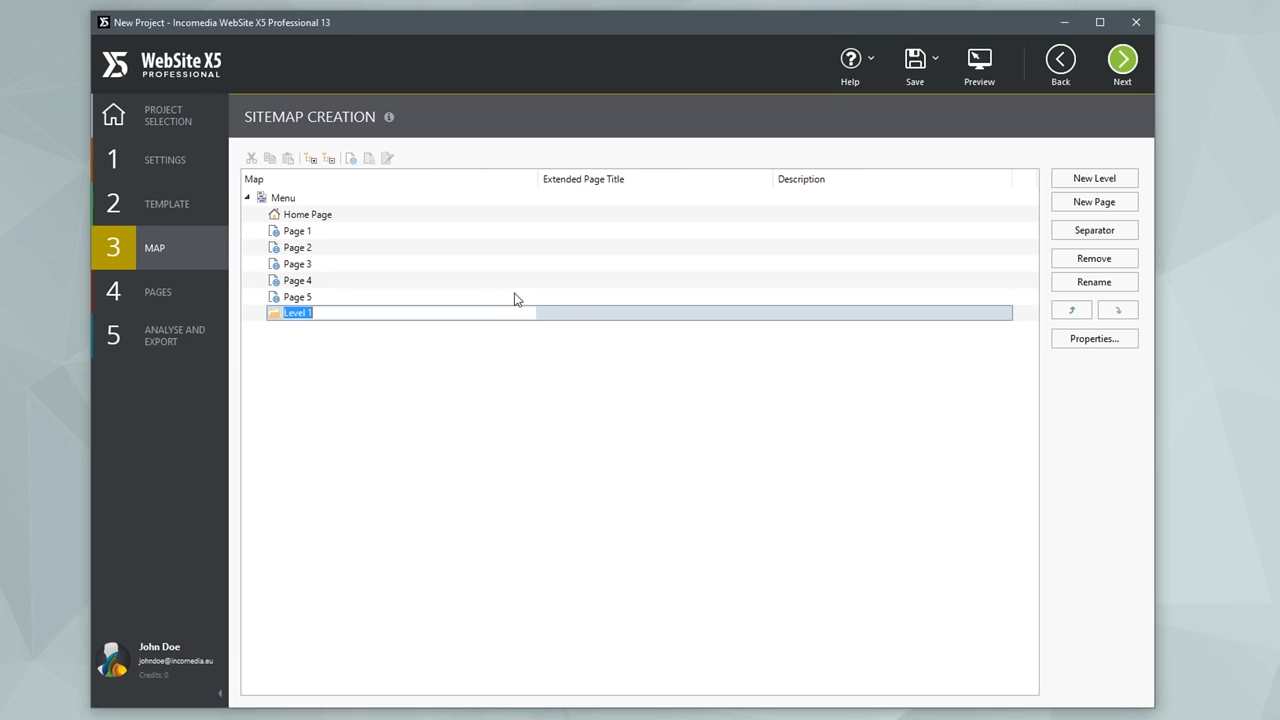 New Project - Incomedia WebSite X5 Professional 13
WebSite X5
PROFESSIONAL
Help
Save
Preview
Back
Next
PROJECT
SELECTION
1 SETTINGS
2 TEMPLATE
3 MAP
4 PAGES
5 ANALYSE AND
EXPORT
SITEMAP CREATION
Map Extended Page Title Description
Menu
Home Page
Page 1
Page 2
Page 3
Page 4
Page 5
Level 1
New Level
New Page
Separator
Remove
Rename
Properties...
John Doe
johndoe@incomedia.eu
Credits: 0